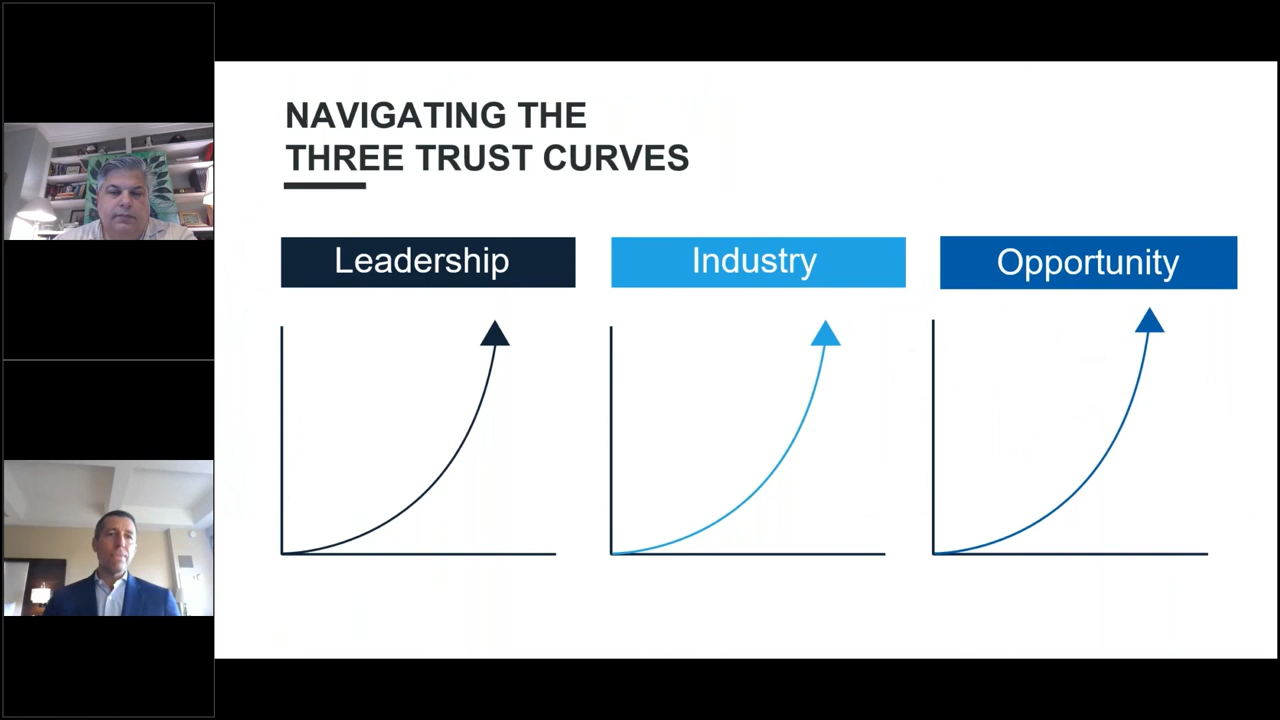 NAVIGATING THE
THREE TRUST CURVES
Leadership
Industry
Opportunity